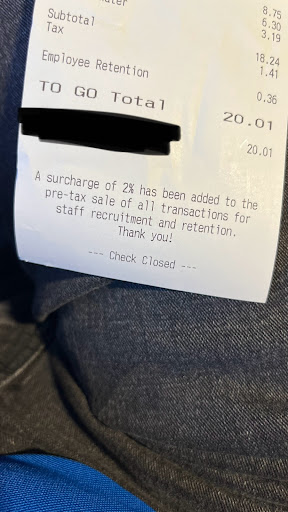 8.75
6.30
3.19
Subtotal 18.24
Tax 1.41
Employee Retention 0.36
TO GO Total 20.01
20.01
A surcharge of 2% has been added to the
pre-tax sale of all transactions for
staff recruitment and retention.
Thank you!
--- Check Closed ---